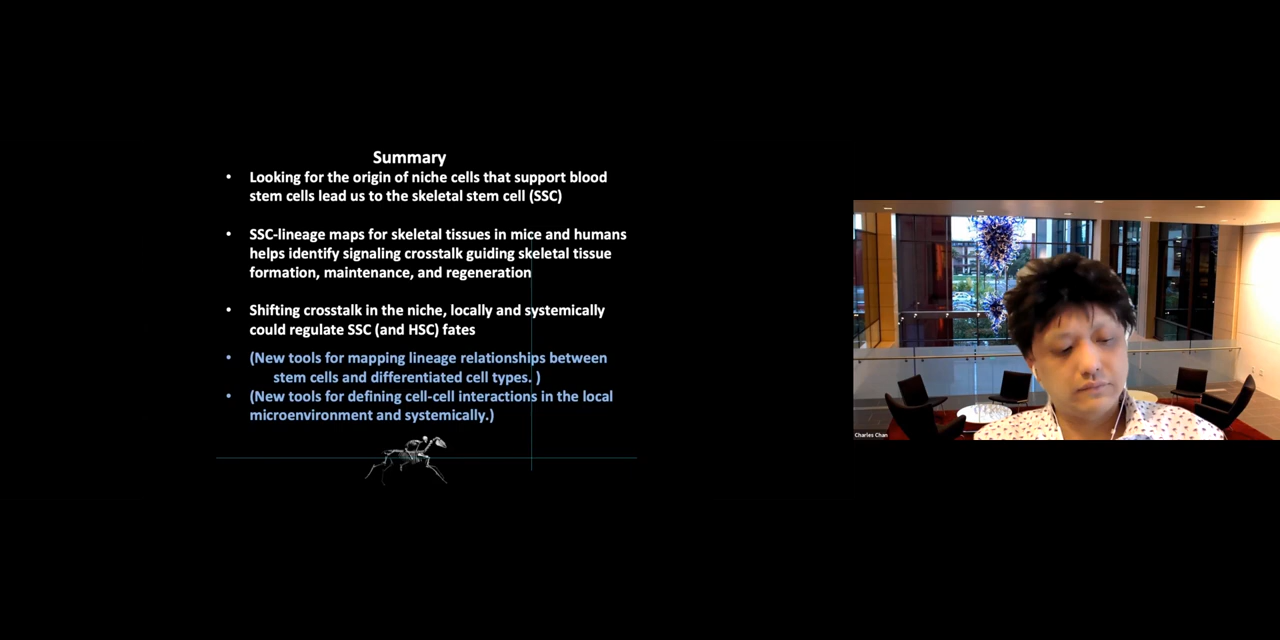 Summary
• Looking for the origin of niche cells that support blood
stem cells lead us to the skeletal stem cell (SSC)
• SSC-lineage maps for skeletal tissues in mice and humans
helps identify signaling crosstalk guiding skeletal tissue
formation, maintenance, and regeneration
• Shifting crosstalk in the niche, locally and systemically
could regulate SSC (and HSC) fates
• (New tools for mapping lineage relationships between
stem cells and differentiated cell types. )
• (New tools for defining cell-cell interactions in the local
microenvironment and systemically.)
Charles Chan